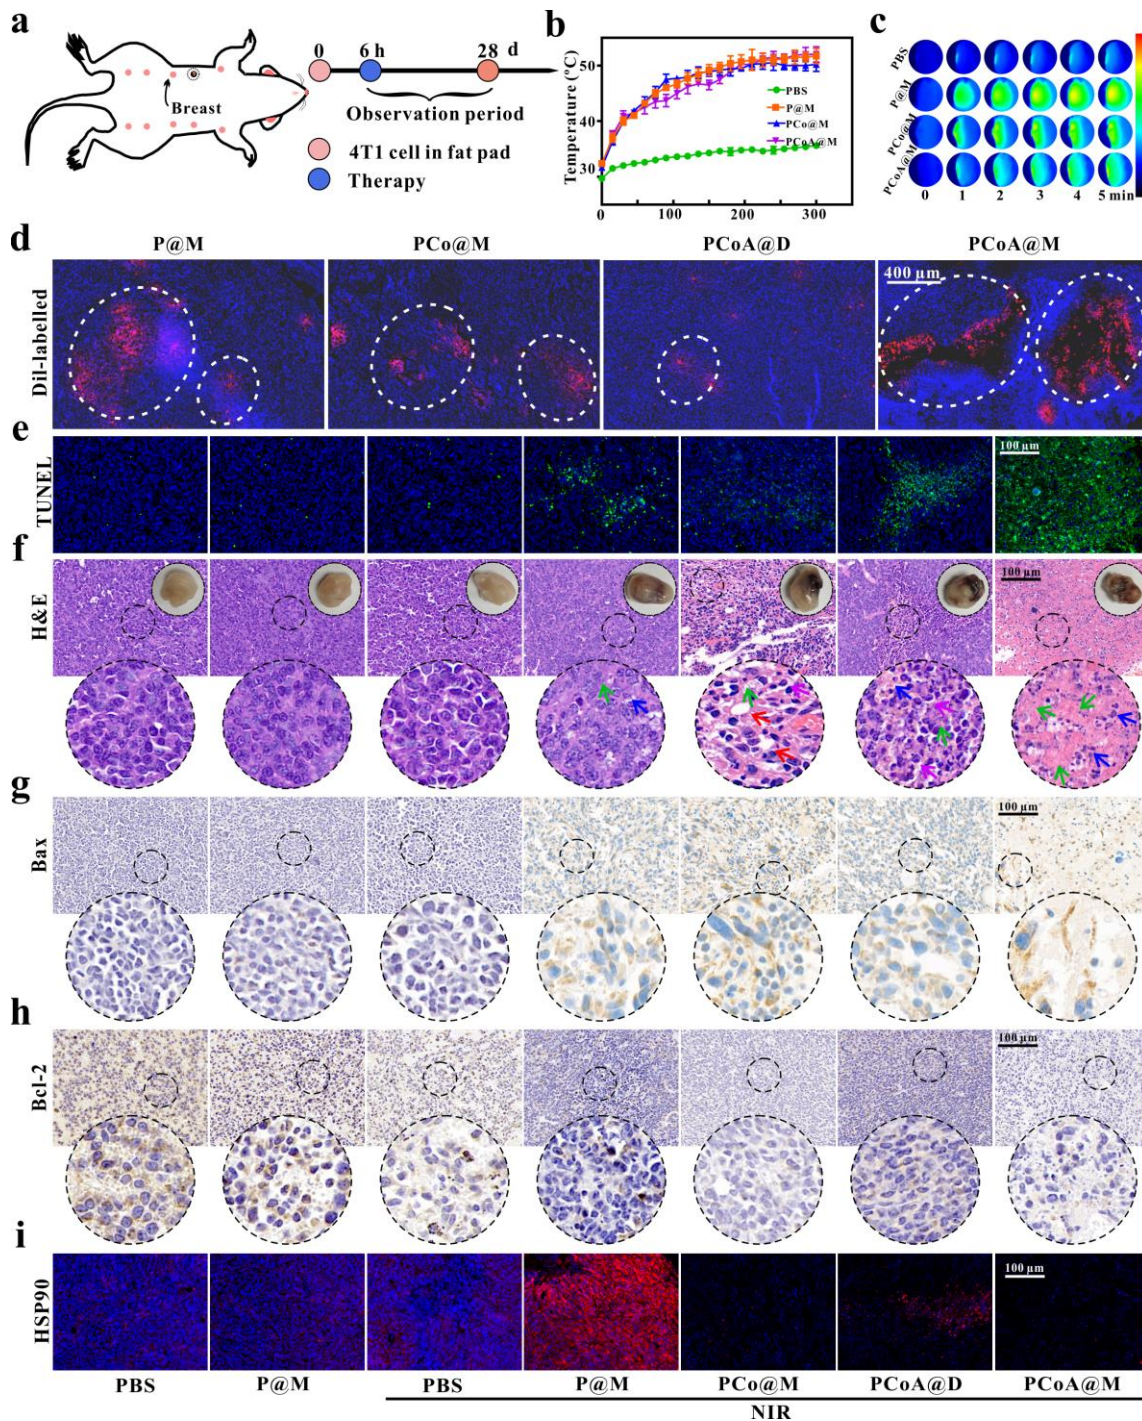 a
0
6 h
28
d
Breast
Observation period
4T1 cell in fat pad
Therapy
b
Temperature (°C)
50
40
30
0
100
200
300
PBS
P@M
PCo@M
PCoA@M
c
PBS
P@M
PCo@M
PCoA@M
0
1
2
3
4
5 min
d
P@M
PCo@M
PCoA@D
PCoA@M
Dil-labelled
400 μm
e
TUNEL
100 μm
f
H&E
100 μm
g
Bax
100 μm
h
Bcl-2
100 μm
i
HSP90
100 μm
PBS
P@M
PBS
P@M
PCo@M
PCoA@D
PCoA@M
NIR